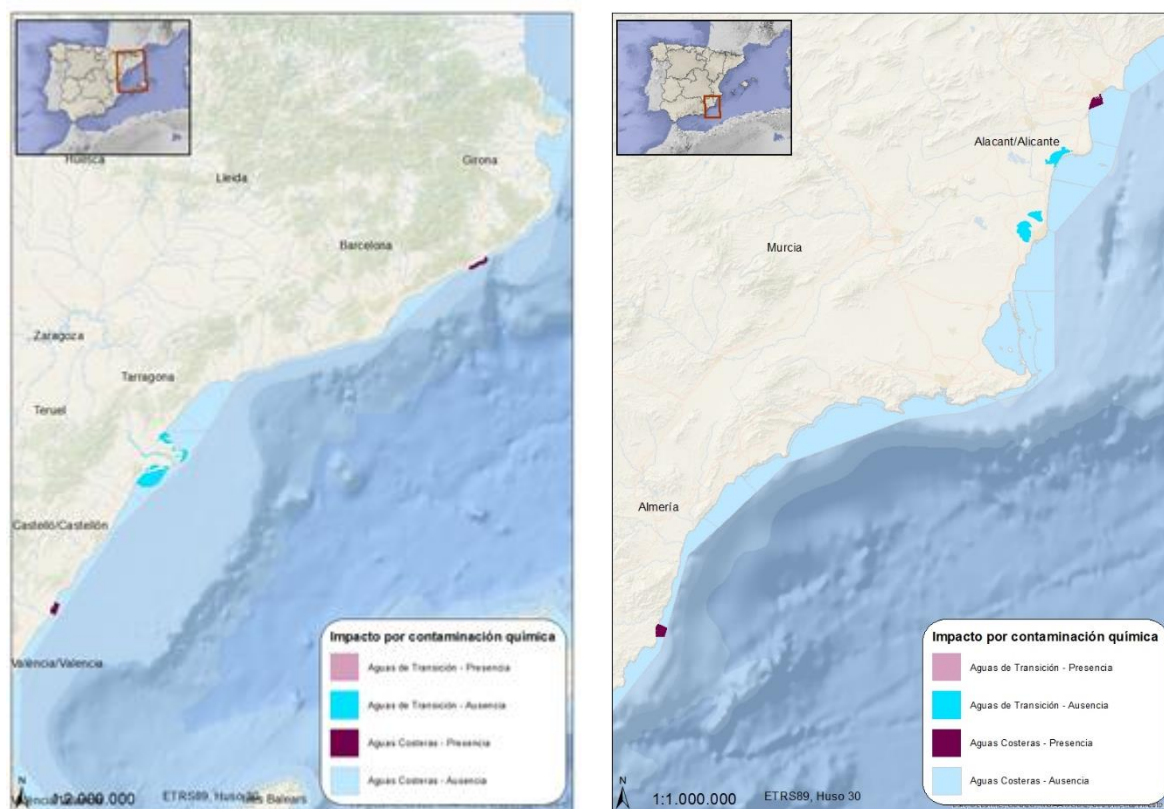 Huesca
Girona
Lleida
Barcelona
Zaragoza
Tarragona
Teruel
Castelló/Castellón
València/Valencia
Impacto por contaminación química
Aguas de Transición - Presencia
Aguas de Transición - Ausencia
Aguas Costeras - Presencia
Aguas Costeras - Ausencia
N
1:2.000.000
ETRS89, Huso 30
Illes Balears
Alacant/Alicante
Murcia
Almería
Impacto por contaminación química
Aguas de Transición - Presencia
Aguas de Transición - Ausencia
Aguas Costeras - Presencia
Aguas Costeras - Ausencia
N
1:1.000.000
ETRS89, Huso 30